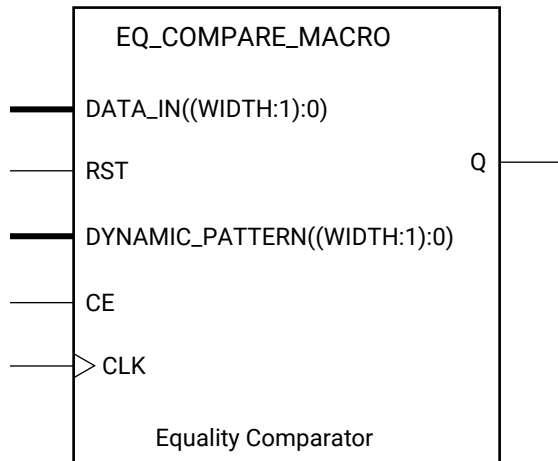 EQ_COMPARE_MACRO
DATA_IN((WIDTH:1):0)
RST
Q
DYNAMIC_PATTERN((WIDTH:1):0)
CE
CLK
Equality Comparator